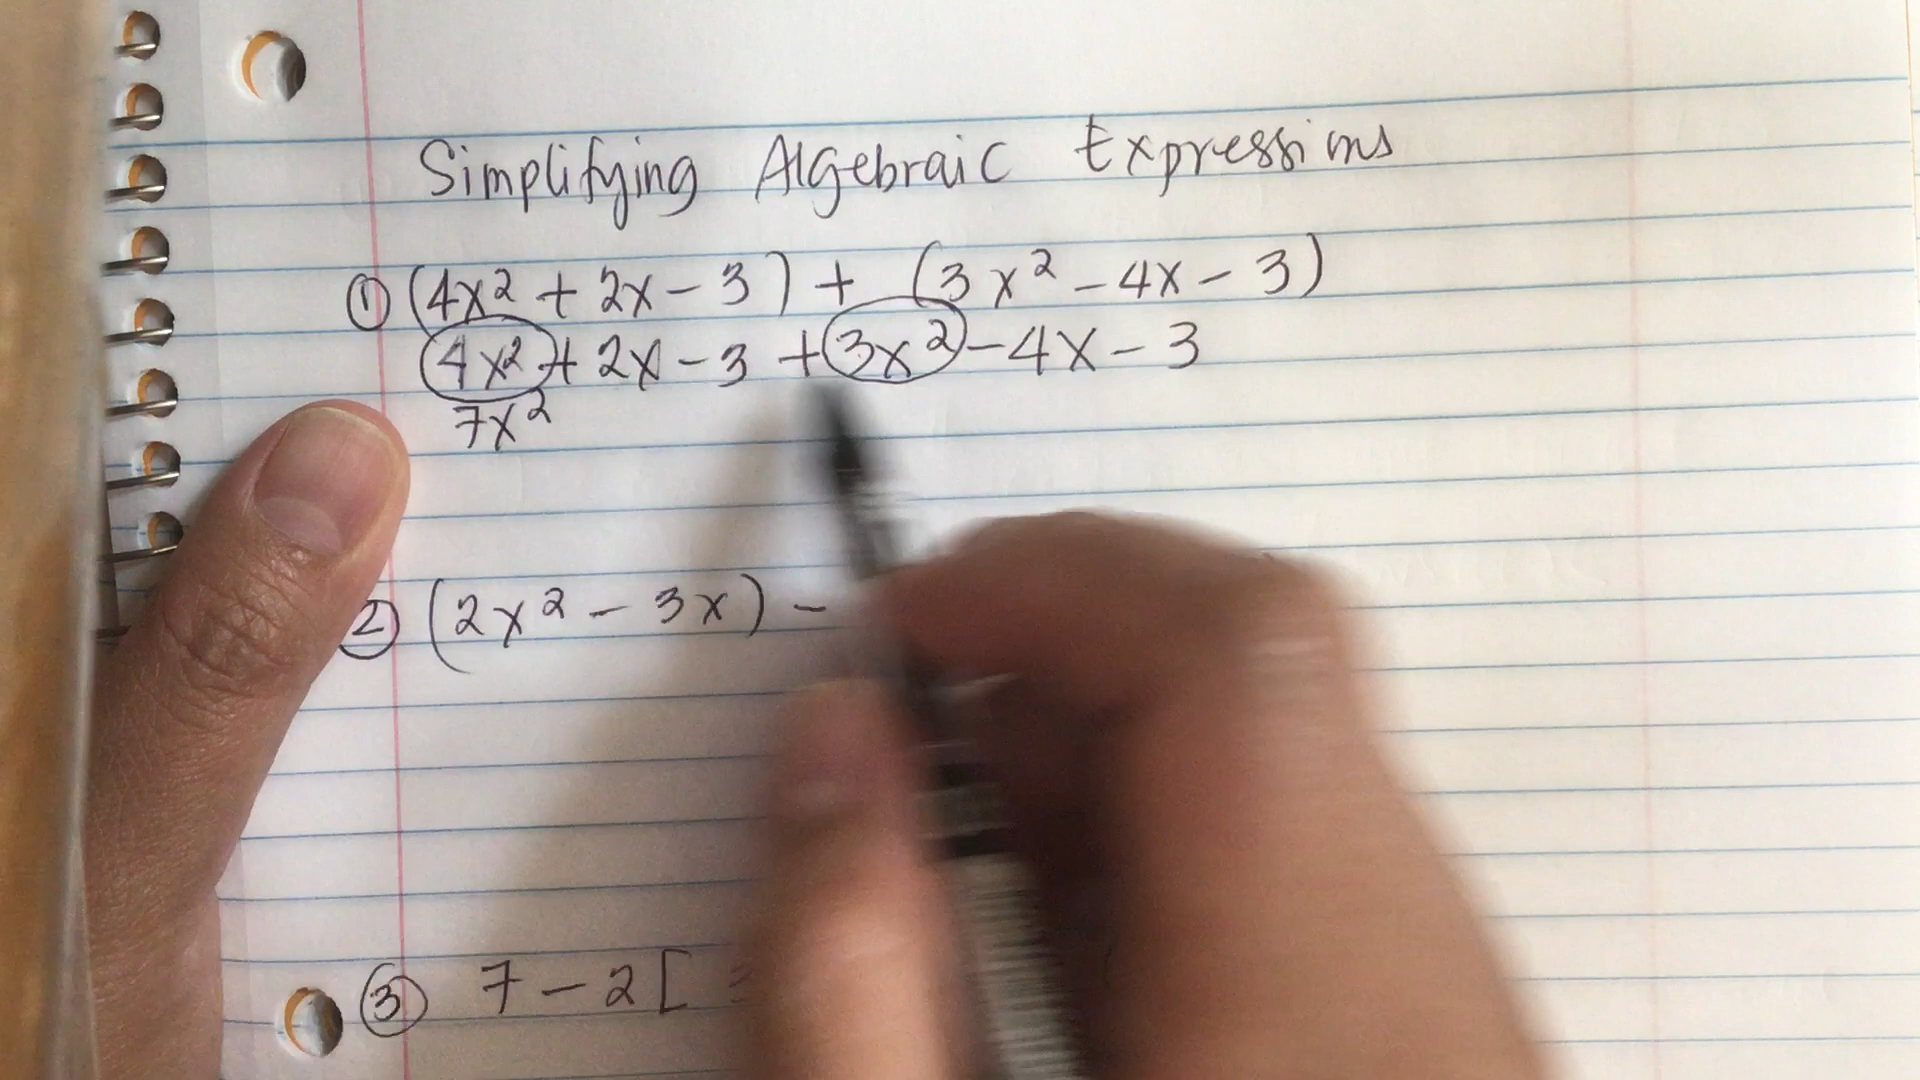 Simplifying Algebraic Expressions
① (4x² + 2x - 3) + (3x² - 4x - 3)
4x² + 2x - 3 + 3x² - 4x - 3
7x²
② (2x² - 3x) -
③ 7 - 2[